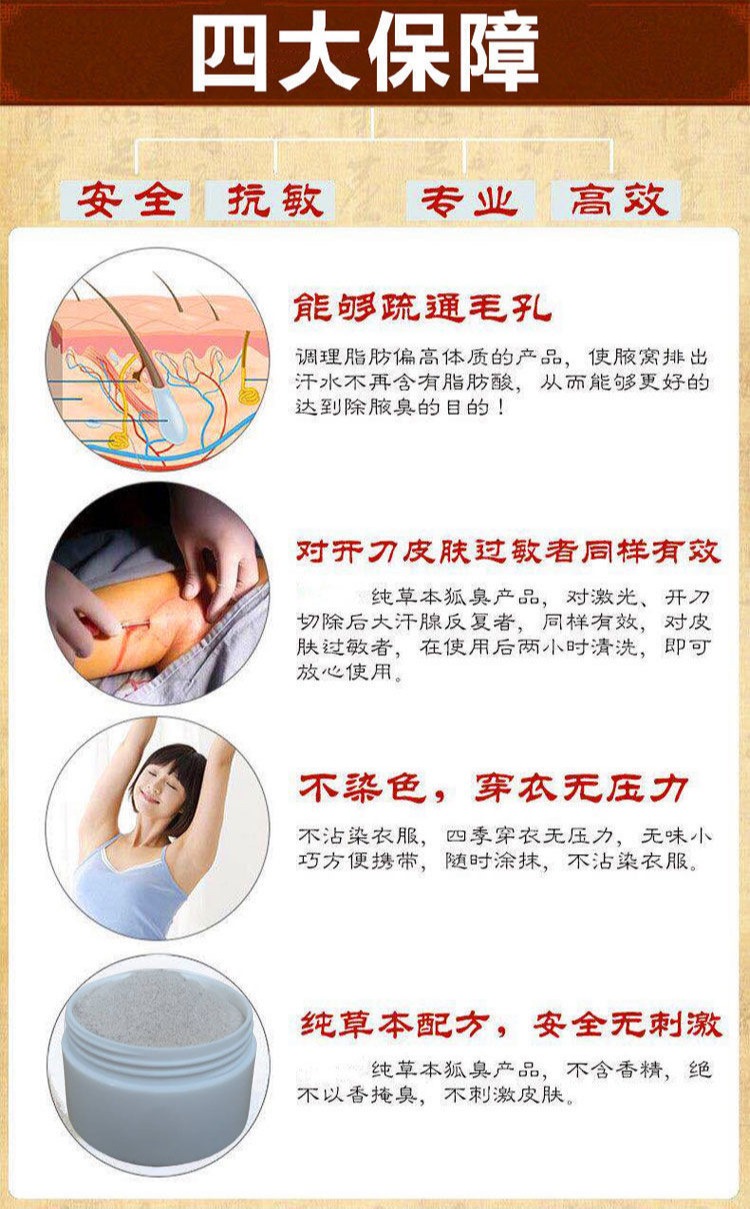 四大保障
安全 抗敏 专业 高效
能够疏通毛孔
调理脂肪偏高体质的产品，使腋窝排出
汗水不再含有脂肪酸，从而能够更好的
达到除腋臭的目的！
对开刀皮肤过敏者同样有效
纯草本狐臭产品，对激光、开刀
切除后大汗腺反复者，同样有效，对皮
肤过敏者，在使用后两小时清洗，即可
放心使用。
不染色，穿衣无压力
不沾染衣服，四季穿衣无压力，无味小
巧方便携带，随时涂抹，不沾染衣服。
纯草本配方，安全无刺激
纯草本狐臭产品，不含香精，绝
不以香掩臭，不刺激皮肤。